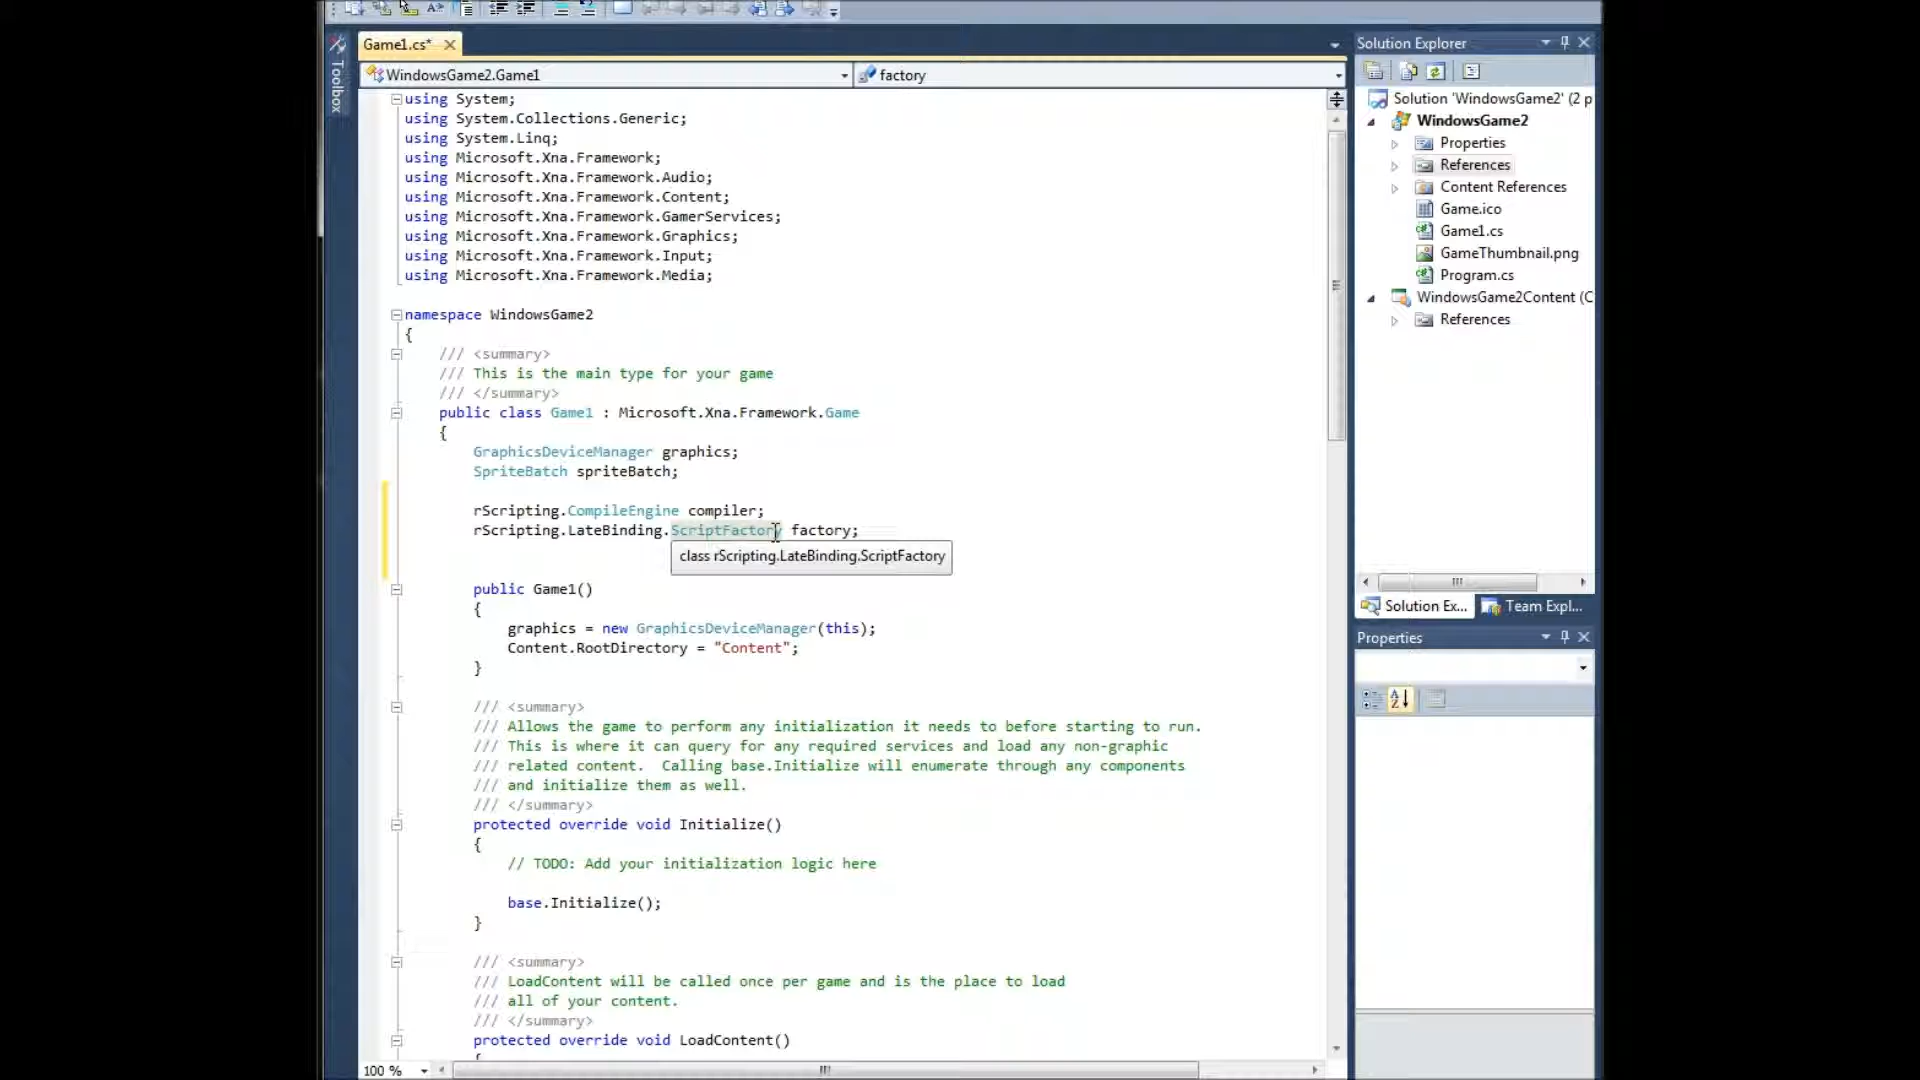 Game1.cs*
WindowsGame2.Game1
factory
using System;
using System.Collections.Generic;
using System.Linq;
using Microsoft.Xna.Framework;
using Microsoft.Xna.Framework.Audio;
using Microsoft.Xna.Framework.Content;
using Microsoft.Xna.Framework.GamerServices;
using Microsoft.Xna.Framework.Graphics;
using Microsoft.Xna.Framework.Input;
using Microsoft.Xna.Framework.Media;
namespace WindowsGame2
{
/// <summary>
/// This is the main type for your game
/// </summary>
public class Game1 : Microsoft.Xna.Framework.Game
{
GraphicsDeviceManager graphics;
SpriteBatch spriteBatch;
rScripting.CompileEngine compiler;
rScripting.LateBinding.ScriptFactory factory;
class rScripting.LateBinding.ScriptFactory
public Game1()
{
graphics = new GraphicsDeviceManager(this);
Content.RootDirectory = "Content";
}
/// <summary>
/// Allows the game to perform any initialization it needs to before starting to run.
/// This is where it can query for any required services and load any non-graphic
/// related content.  Calling base.Initialize will enumerate through any components
/// and initialize them as well.
/// </summary>
protected override void Initialize()
{
// TODO: Add your initialization logic here
base.Initialize();
}
/// <summary>
/// LoadContent will be called once per game and is the place to load
/// all of your content.
/// </summary>
protected override void LoadContent()
{
100 %
Toolbox
Solution Explorer
Solution 'WindowsGame2' (2 p
WindowsGame2
Properties
References
Content References
Game.ico
Game1.cs
GameThumbnail.png
Program.cs
WindowsGame2Content (C
References
Solution Ex...
Team Expl...
Properties